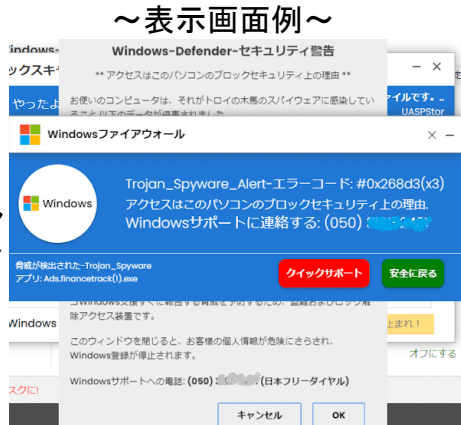 ～表示画面例～
indows-
Windows-Defender-セキュリティ警告
ックスキ
** アクセスはこのパソコンのブロックセキュリティ上の理由 **
やったよ
お使いのコンピュータは、それがトロイの木馬のスパイウェアに感染してい
ァイルです。。
UASPStor
Windowsファイアウォール
Windows
Trojan_Spyware_Alert-エラーコード: #0x268d3(x3)
アクセスはこのパソコンのブロックセキュリティ上の理由.
Windowsサポートに連絡する: (050)
脅威が検出された-Trojan_Spyware
アプリ: Ads.financetrack(1).exe
クイックサポート
安全に戻る
除アクセス装置です。
Windows
止まれ!
このウィンドウを閉じると、お客様の個人情報が危険にさらされ、
Windows登録が停止されます。
オフにする
Windowsサポートへの電話: (050) (日本フリーダイヤル)
スクに!
キャンセル
OK